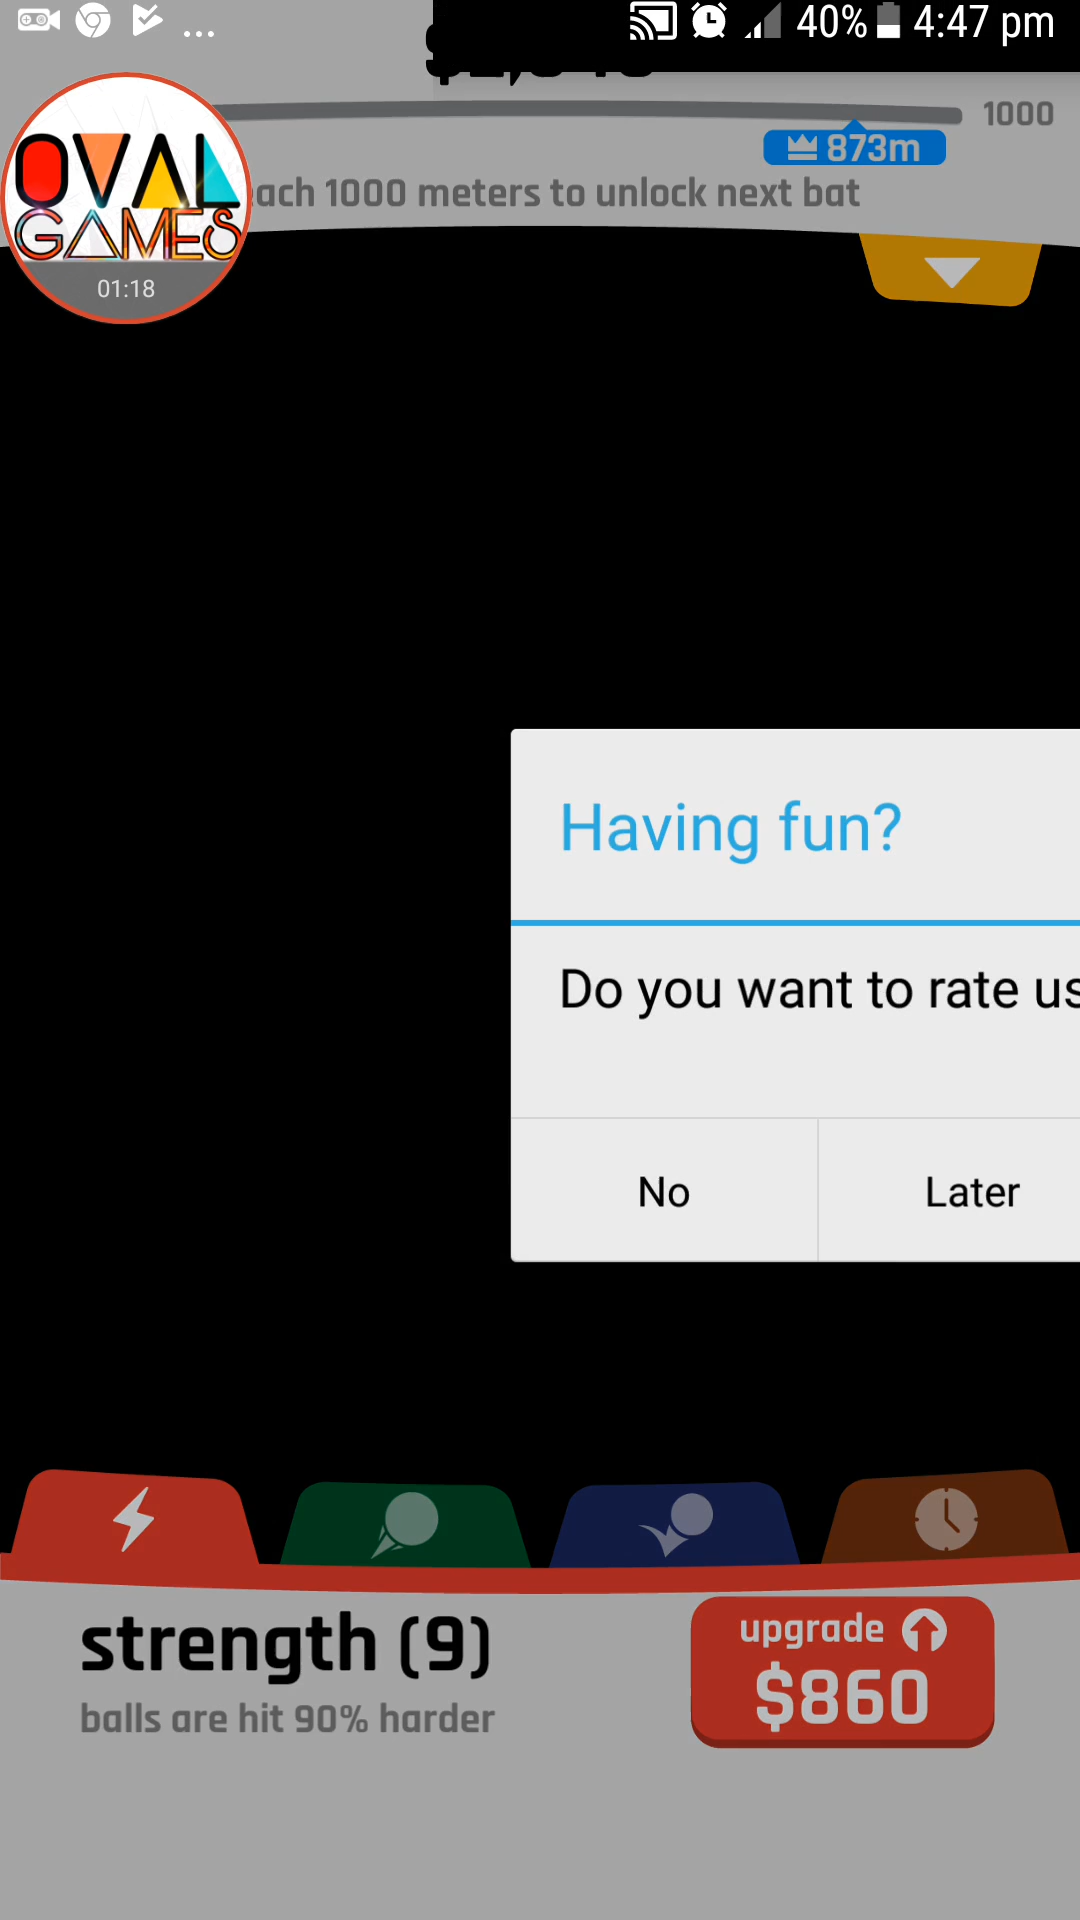 40% 4:47 pm
1000
873m
ach 1000 meters to unlock next bat
OVAL
GAMES
01:18
Having fun?
Do you want to rate us
No
Later
strength (9)
balls are hit 90% harder
upgrade
$860